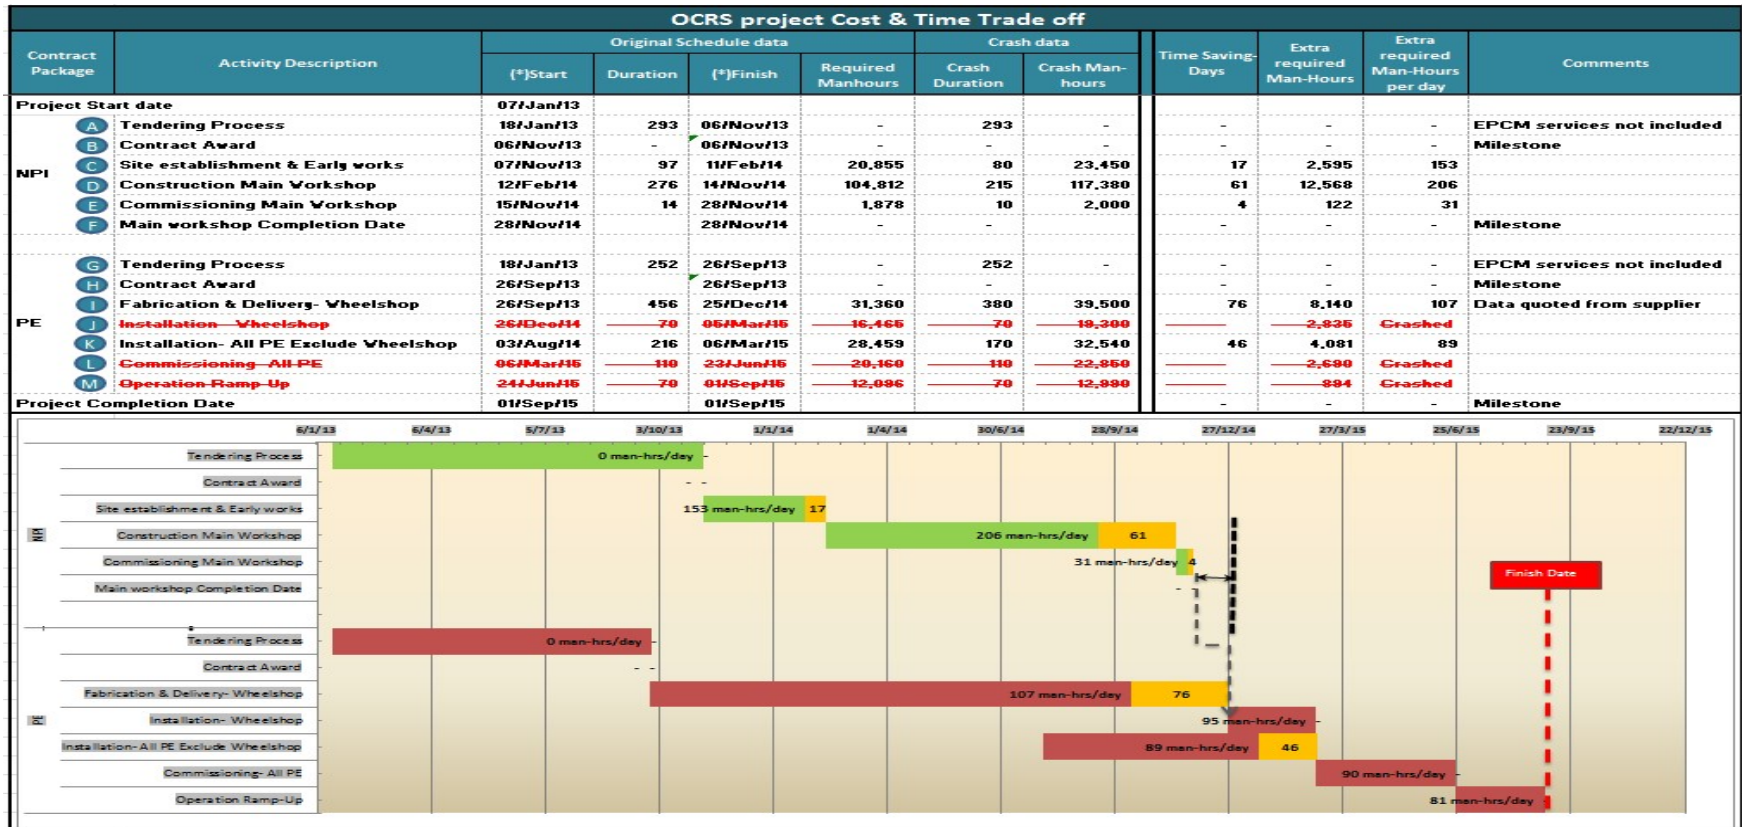 OCRS project Cost & Time Trade off
Contract Package Activity Description Original Schedule data Crash data Time Saving- Days Extra required Man-Hours Extra required Man-Hours per day Comments
(*)Start Duration (*)Finish Required Manhours Crash Duration Crash Man-hours
Project Start date 07/Jan/13
NPI
A Tendering Process 18/Jan/13 293 06/Nov/13 - 293 - - - - EPCM services not included
B Contract Award 06/Nov/13 - 06/Nov/13 - - - - - - Milestone
C Site establishment & Early works 07/Nov/13 97 11/Feb/14 20,855 80 23,450 17 2,595 153
D Construction Main Workshop 12/Feb/14 276 14/Nov/14 104,812 215 117,380 61 12,568 206
E Commissioning Main Workshop 15/Nov/14 14 28/Nov/14 1,878 10 2,000 4 122 31
F Main workshop Completion Date 28/Nov/14 28/Nov/14 - - - - - Milestone
PE
G Tendering Process 18/Jan/13 252 26/Sep/13 - 252 - - - - EPCM services not included
H Contract Award 26/Sep/13 26/Sep/13 - - - Milestone
I Fabrication & Delivery- Wheelshop 26/Sep/13 456 25/Dec/14 31,360 380 39,500 76 8,140 107 Data quoted from supplier
J Installation- Wheelshop 26/Dec/14 70 05/Mar/15 16,465 70 19,300 2,835 Crashed
K Installation- All PE Exclude Wheelshop 03/Aug/14 216 06/Mar/15 28,459 170 32,540 46 4,081 89
L Commissioning- All PE 06/Mar/15 110 23/Jun/15 20,160 110 22,850 2,690 Crashed
M Operation Ramp-Up 24/Jun/15 70 01/Sep/15 12,096 70 12,990 894 Crashed
Project Completion Date 01/Sep/15 01/Sep/15 - - - Milestone
6/1/13 6/4/13 5/7/13 3/10/13 1/1/14 1/4/14 30/6/14 28/9/14 27/12/14 27/3/15 25/6/15 23/9/15 22/12/15
NPI
Tendering Process 0 man-hrs/day -
Contract Award - -
Site establishment & Early works 153 man-hrs/day 17
Construction Main Workshop 206 man-hrs/day 61
Commissioning Main Workshop 31 man-hrs/day 4
Finish Date
Main workshop Completion Date - -
PE
Tendering Process 0 man-hrs/day -
Contract Award - -
Fabrication & Delivery- Wheelshop 107 man-hrs/day 76
Installation- Wheelshop 95 man-hrs/day -
Installation- All PE Exclude Wheelshop 89 man-hrs/day 46
Commissioning- All PE 90 man-hrs/day -
Operation Ramp-Up 81 man-hrs/day